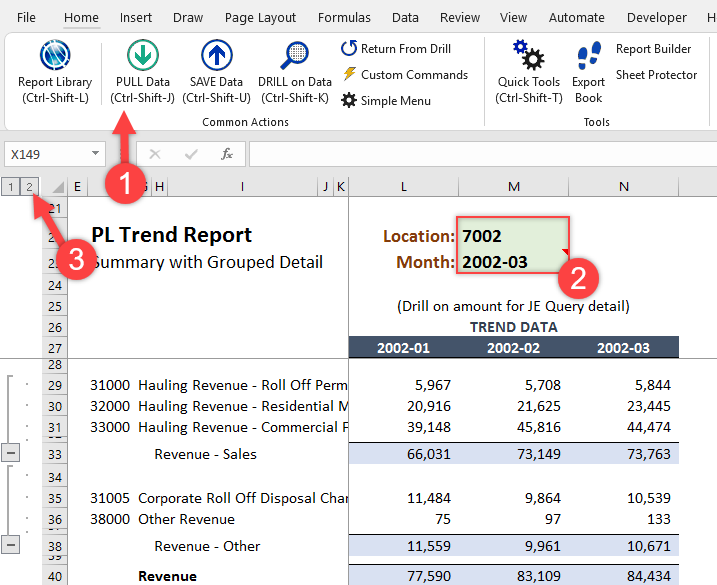 File Home Insert Draw Page Layout Formulas Data Review View Automate Developer H
Report Library (Ctrl-Shift-L)
PULL Data (Ctrl-Shift-J)
SAVE Data (Ctrl-Shift-U)
DRILL on Data (Ctrl-Shift-K)
Return From Drill
Custom Commands
Simple Menu
Common Actions
Quick Tools (Ctrl-Shift-T)
Export Book
Report Builder
Sheet Protector
Tools
X149 fx
1 2 E H I J K L M N
21
PL Trend Report Location: 7002
Summary with Grouped Detail Month: 2002-03
24
25 (Drill on amount for JE Query detail)
26 TREND DATA
27 2002-01 2002-02 2002-03
28
29 31000 Hauling Revenue - Roll Off Perm 5,967 5,708 5,844
30 32000 Hauling Revenue - Residential M 20,916 21,625 23,445
31 33000 Hauling Revenue - Commercial F 39,148 45,816 44,474
33 Revenue - Sales 66,031 73,149 73,763
34
35 31005 Corporate Roll Off Disposal Char 11,484 9,864 10,539
36 38000 Other Revenue 75 97 133
38 Revenue - Other 11,559 9,961 10,671
39
40 Revenue 77,590 83,109 84,434
1
2
3